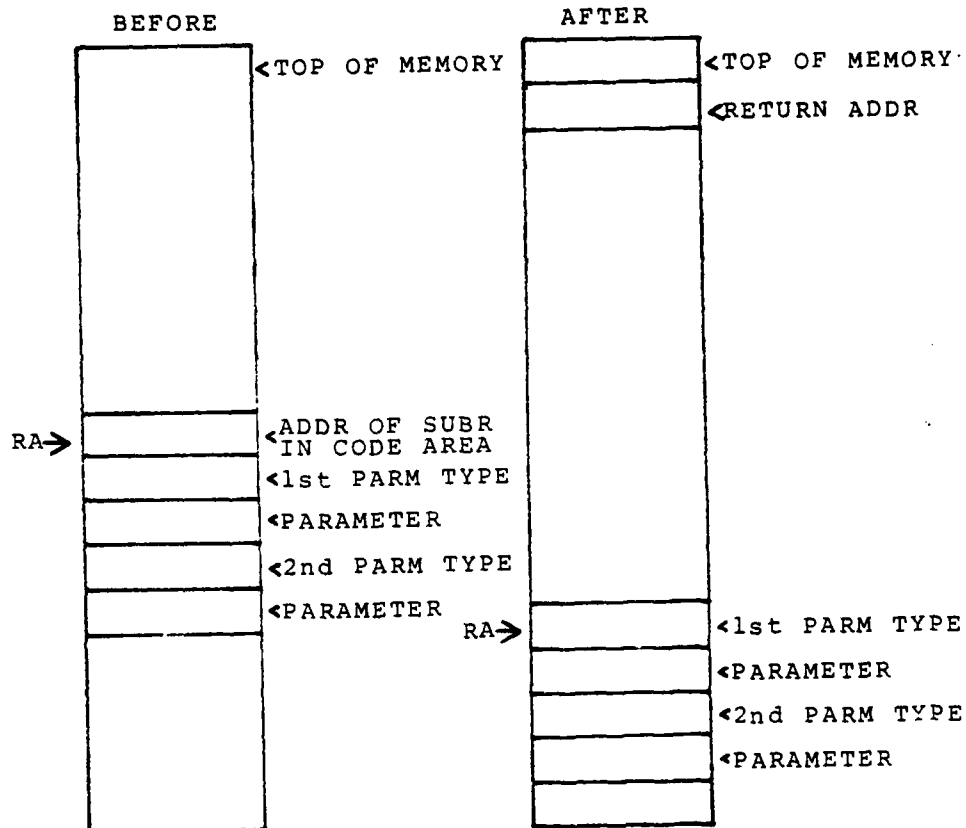 BEFORE
<TOP OF MEMORY
RA→
<ADDR OF SUBR
IN CODE AREA
<1st PARM TYPE
<PARAMETER
<2nd PARM TYPE
<PARAMETER
AFTER
<TOP OF MEMORY
<RETURN ADDR
RA→
<1st PARM TYPE
<PARAMETER
<2nd PARM TYPE
<PARAMETER